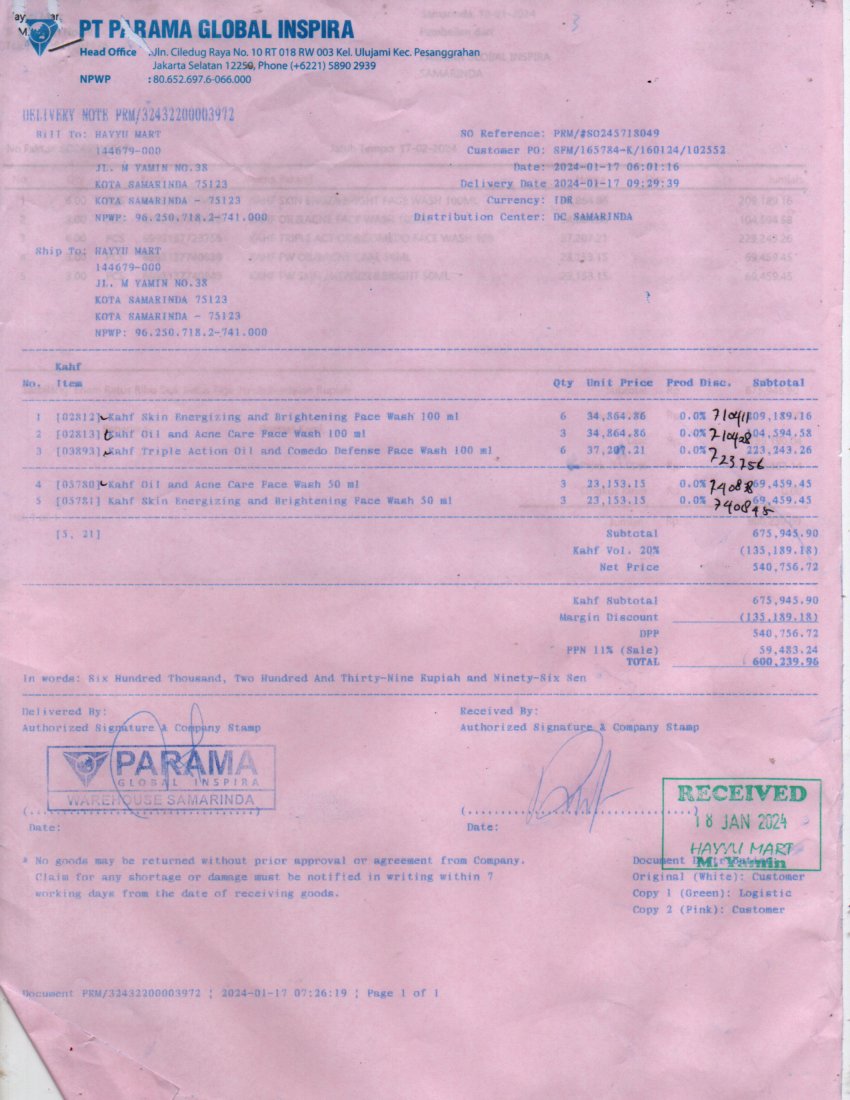 PT PARAMA GLOBAL INSPIRA
Head Office : Jln. Ciledug Raya No. 10 RT 018 RW 003 Kel. Ulujami Kec. Pesanggrahan
Jakarta Selatan 12250, Phone (+6221) 5890 2939
NPWP : 80.652.697.6-066.000
DELIVERY NOTE PRM/32432200003972
Bill To: HAYYU MART
144679-000
JL. M YAMIN NO.38
KOTA SAMARINDA 75123
KOTA SAMARINDA - 75123
NPWP: 96.250.718.2-741.000
SO Reference: PRM/#SO245718049
Customer PO: SFM/165784-K/160124/102552
Date: 2024-01-17 06:01:16
Delivery Date 2024-01-17 09:29:39
Currency: IDR
Distribution Center: DC SAMARINDA
Ship To: HAYYU MART
144679-000
JL. M YAMIN NO.38
KOTA SAMARINDA 75123
KOTA SAMARINDA - 75123
NPWP: 96.250.718.2-741.000
Kahf
No. Item Qty Unit Price Prod Disc. Subtotal
1 [02812] Kahf Skin Energizing and Brightening Face Wash 100 ml 6 34,864.86 0.0% 710411 209,189.16
2 [02813] Kahf Oil and Acne Care Face Wash 100 ml 3 34,864.86 0.0% 710428 104,594.58
3 [03893] Kahf Triple Action Oil and Comedo Defense Face Wash 100 ml 6 37,207.21 0.0% 223,243.26
723756
4 [05780] Kahf Oil and Acne Care Face Wash 50 ml 3 23,153.15 0.0% 740838 69,459.45
5 [05781] Kahf Skin Energizing and Brightening Face Wash 50 ml 3 23,153.15 0.0% 69,459.45
740845
[5, 21] Subtotal 675,945.90
Kahf Vol. 20% (135,189.18)
Net Price 540,756.72
Kahf Subtotal 675,945.90
Margin Discount (135,189.18)
DPP 540,756.72
PPN 11% (Sale) 59,483.24
TOTAL 600,239.96
In words: Six Hundred Thousand, Two Hundred And Thirty-Nine Rupiah and Ninety-Six Sen
Delivered By:
Authorized Signature & Company Stamp
PARAMA
GLOBAL INSPIRA
WAREHOUSE SAMARINDA
Date:
Received By:
Authorized Signature & Company Stamp
Date:
RECEIVED
18 JAN 2024
HAYYU MART
M. Yamin
* No goods may be returned without prior approval or agreement from Company.
Claim for any shortage or damage must be notified in writing within 7
working days from the date of receiving goods.
Document Distribution:
Original (White): Customer
Copy 1 (Green): Logistic
Copy 2 (Pink): Customer
Document PRM/32432200003972 ¦ 2024-01-17 07:26:19 ¦ Page 1 of 1